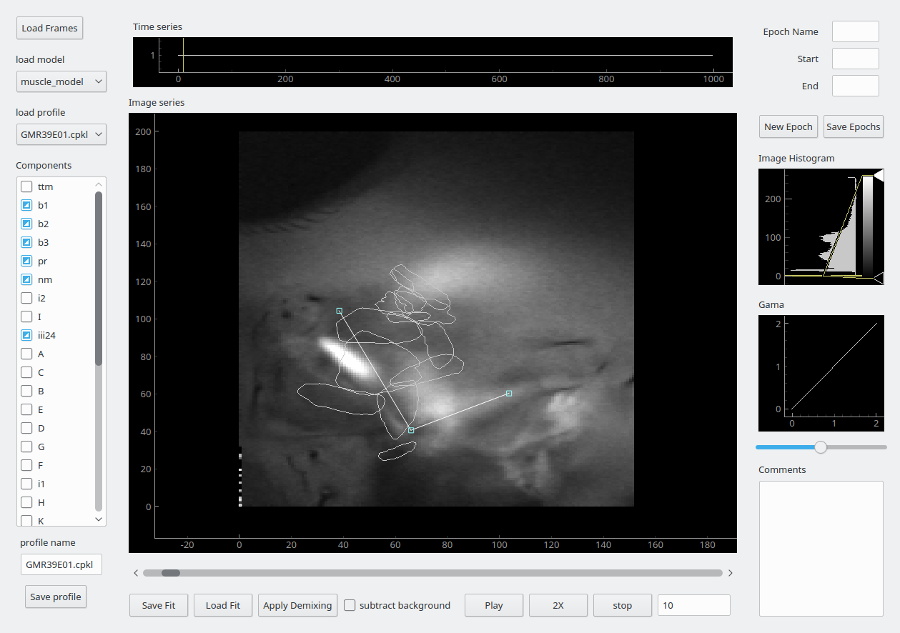 Load Frames
load model
muscle_model
load profile
GMR39E01.cpkl
Components
ttm
b1
b2
b3
pr
nm
i2
I
iii24
A
C
B
E
D
G
F
i1
H
K
profile name
GMR39E01.cpkl
Save profile
Time series
1
0 200 400 600 800 1000
Image series
200
180
160
140
120
100
80
60
40
20
0
-20 0 20 40 60 80 100 120 140 160 180
Save Fit Load Fit Apply Demixing subtract background Play 2X stop 10
Epoch Name
Start
End
New Epoch Save Epochs
Image Histogram
200
100
0
Gama
2
1
0
0 1 2
Comments